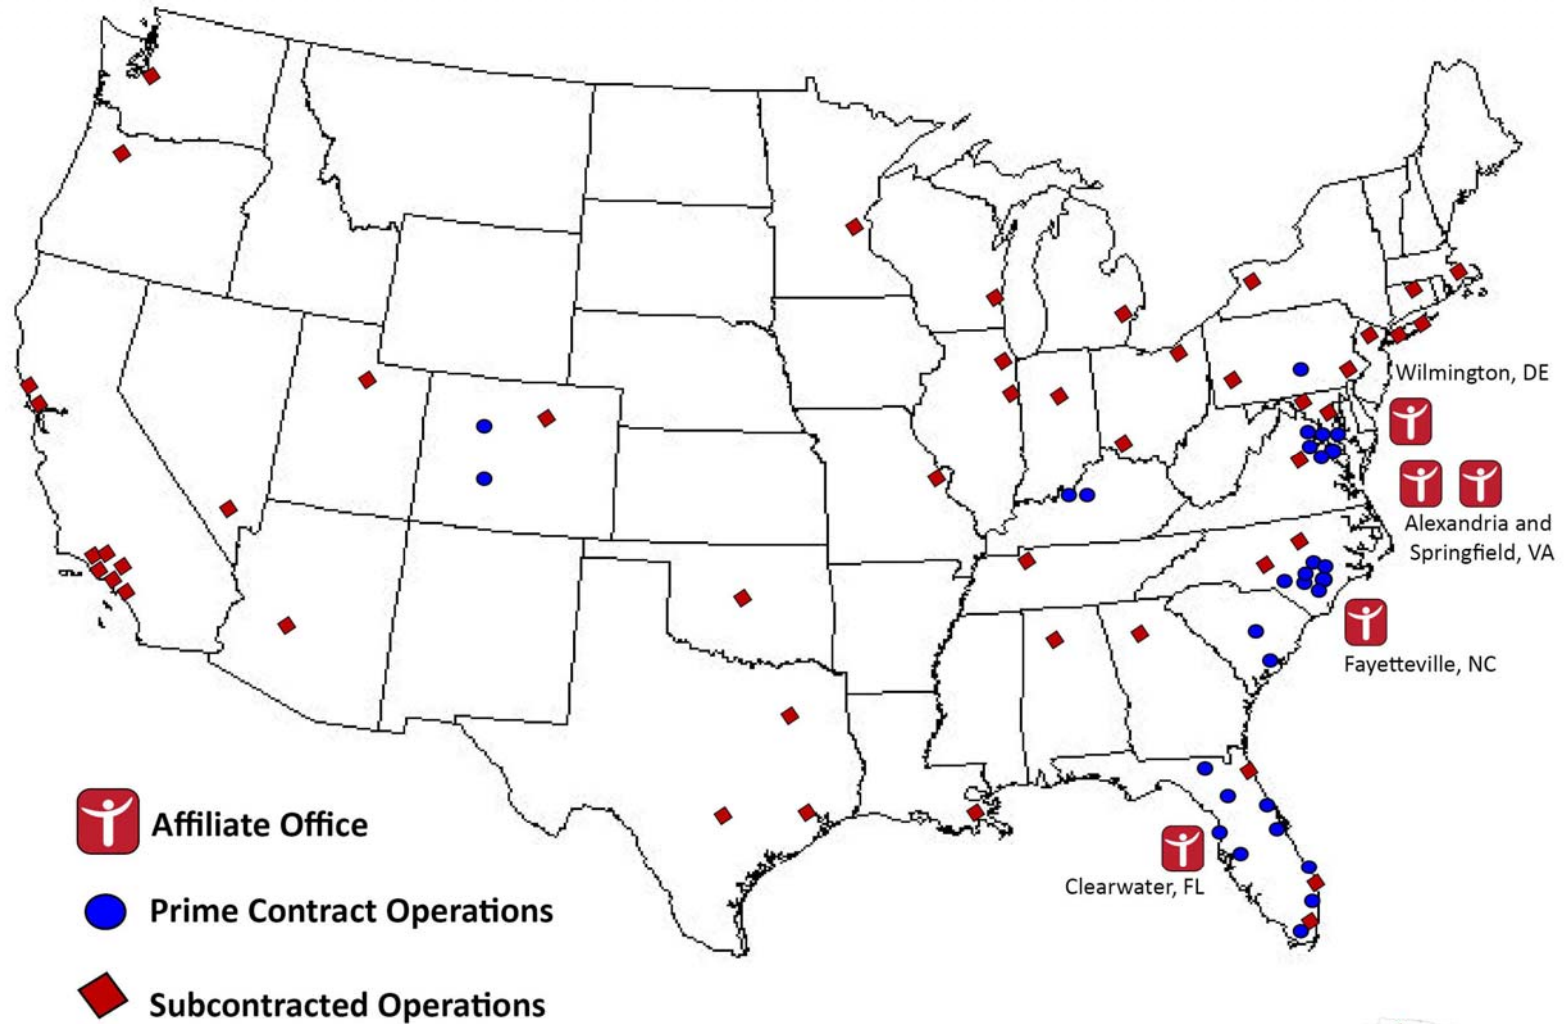 Wilmington, DE
Alexandria and
Springfield, VA
Fayetteville, NC
Clearwater, FL
Affiliate Office
Prime Contract Operations
Subcontracted Operations